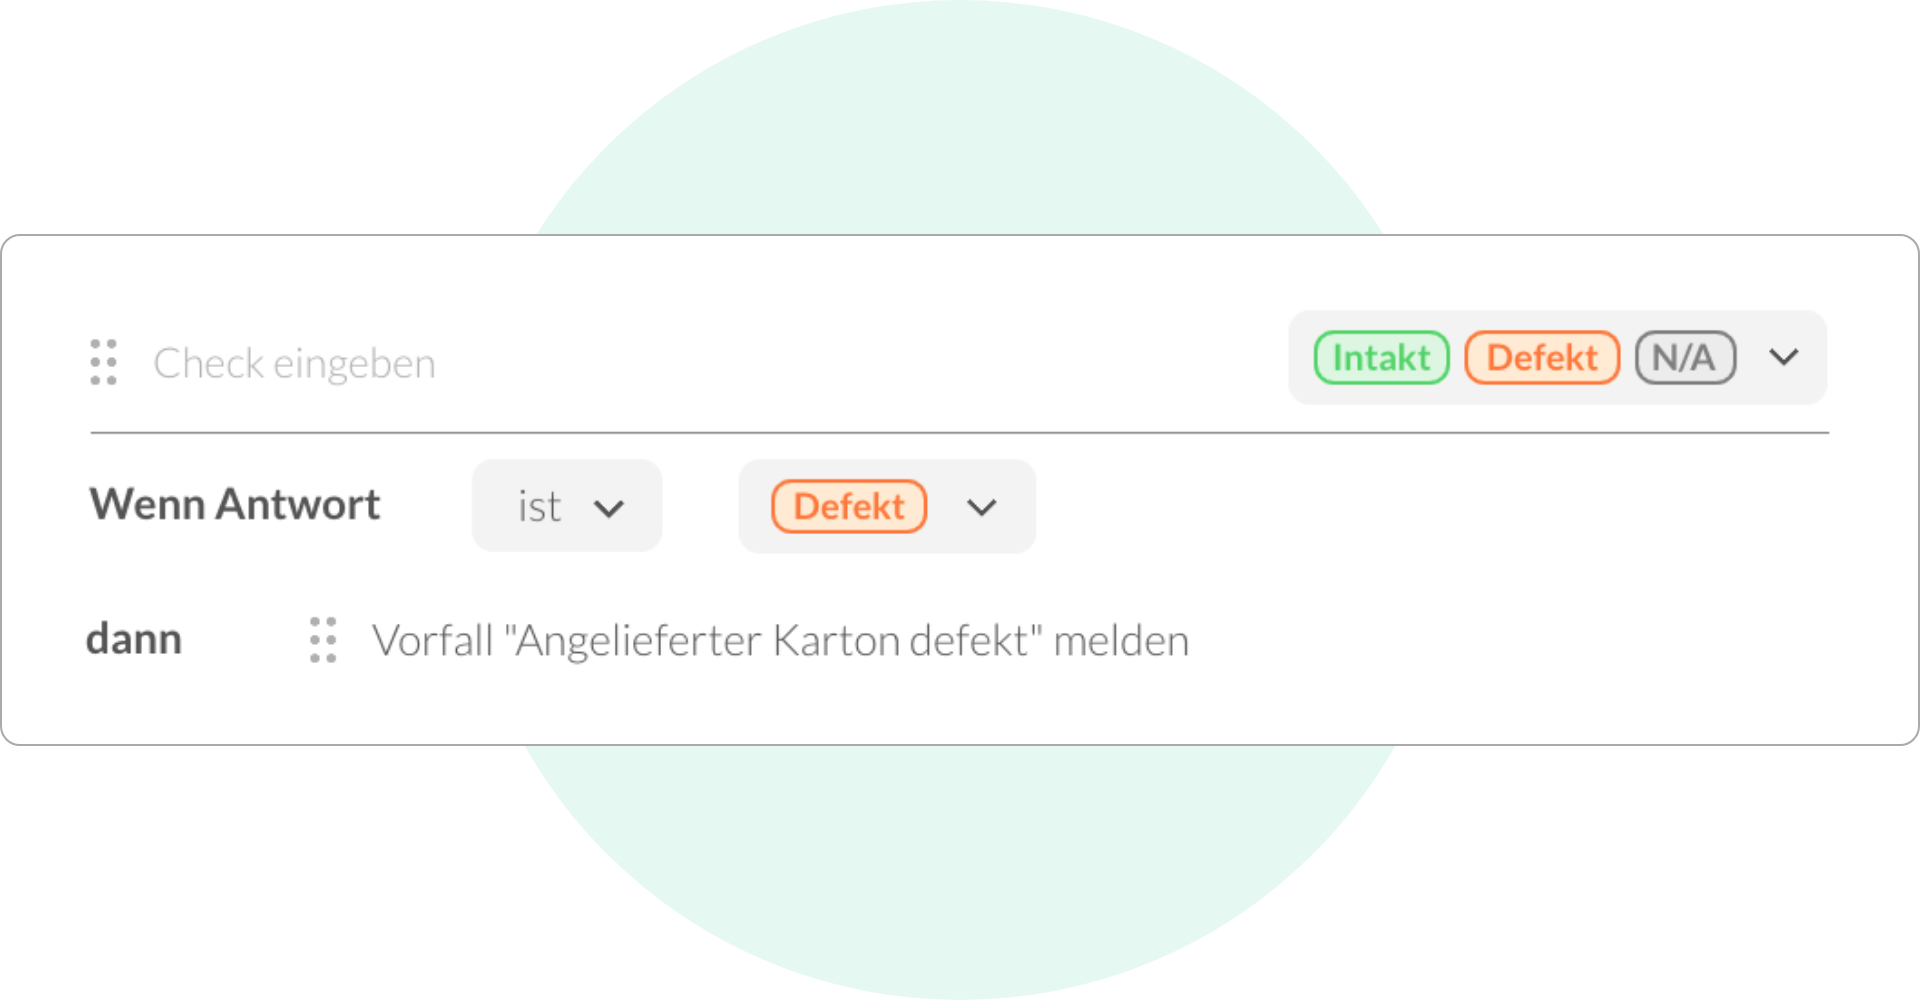 Check eingeben Intakt Defekt N/A
Wenn Antwort ist Defekt
dann Vorfall "Angelieferter Karton defekt" melden